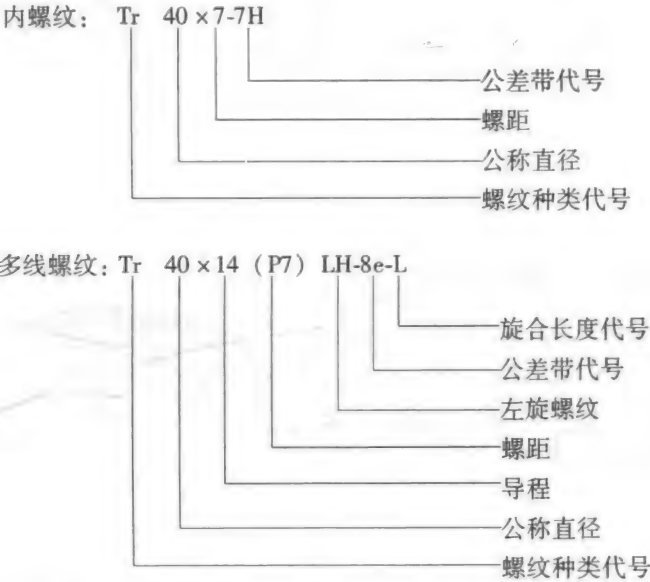 内螺纹： Tr 40×7-7H
公差带代号
螺距
公称直径
螺纹种类代号
多线螺纹：Tr 40×14（P7）LH-8e-L
旋合长度代号
公差带代号
左旋螺纹
螺距
导程
公称直径
螺纹种类代号